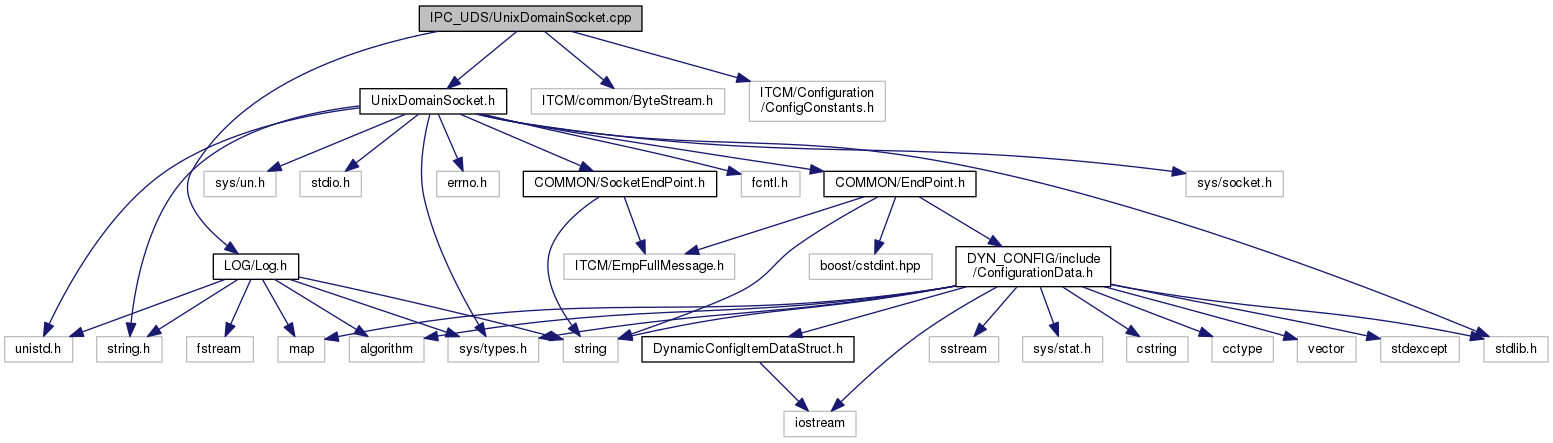 IPC_UDS/UnixDomainSocket.cpp
UnixDomainSocket.h
ITCM/common/ByteStream.h
ITCM/Configuration
/ConfigConstants.h
sys/un.h
stdio.h
errno.h
COMMON/SocketEndPoint.h
fcntl.h
COMMON/EndPoint.h
sys/socket.h
LOG/Log.h
ITCM/EmpFullMessage.h
boost/cstdint.hpp
DYN_CONFIG/include
/ConfigurationData.h
unistd.h
string.h
fstream
map
algorithm
sys/types.h
string
DynamicConfigItemDataStruct.h
sstream
sys/stat.h
cstring
cctype
vector
stdexcept
stdlib.h
iostream